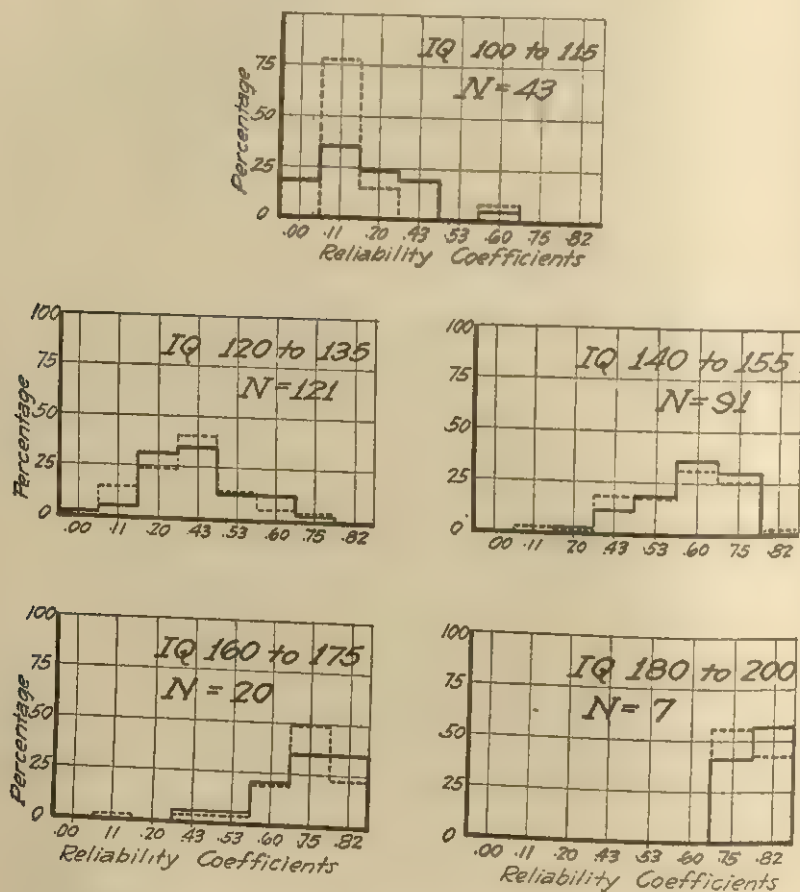 IQ 100 to 115
N=43
Percentage
75
50
25
0
.00 .11 .20 .43 .53 .60 .75 .82
Reliability Coefficients
IQ 120 to 135
N=121
Percentage
100
75
50
25
0
.00 .11 .20 .43 .53 .60 .75 .82
IQ 140 to 155
N=91
100
75
50
25
0
.00 .11 .20 .43 .53 .60 .75 .82
IQ 160 to 175
N=20
Percentage
100
75
50
25
0
.00 .11 .20 .43 .53 .60 .75 .82
Reliability Coefficients
IQ 180 to 200
N=7
100
75
50
25
0
.00 .11 .20 .43 .53 .60 .75 .82
Reliability Coefficients